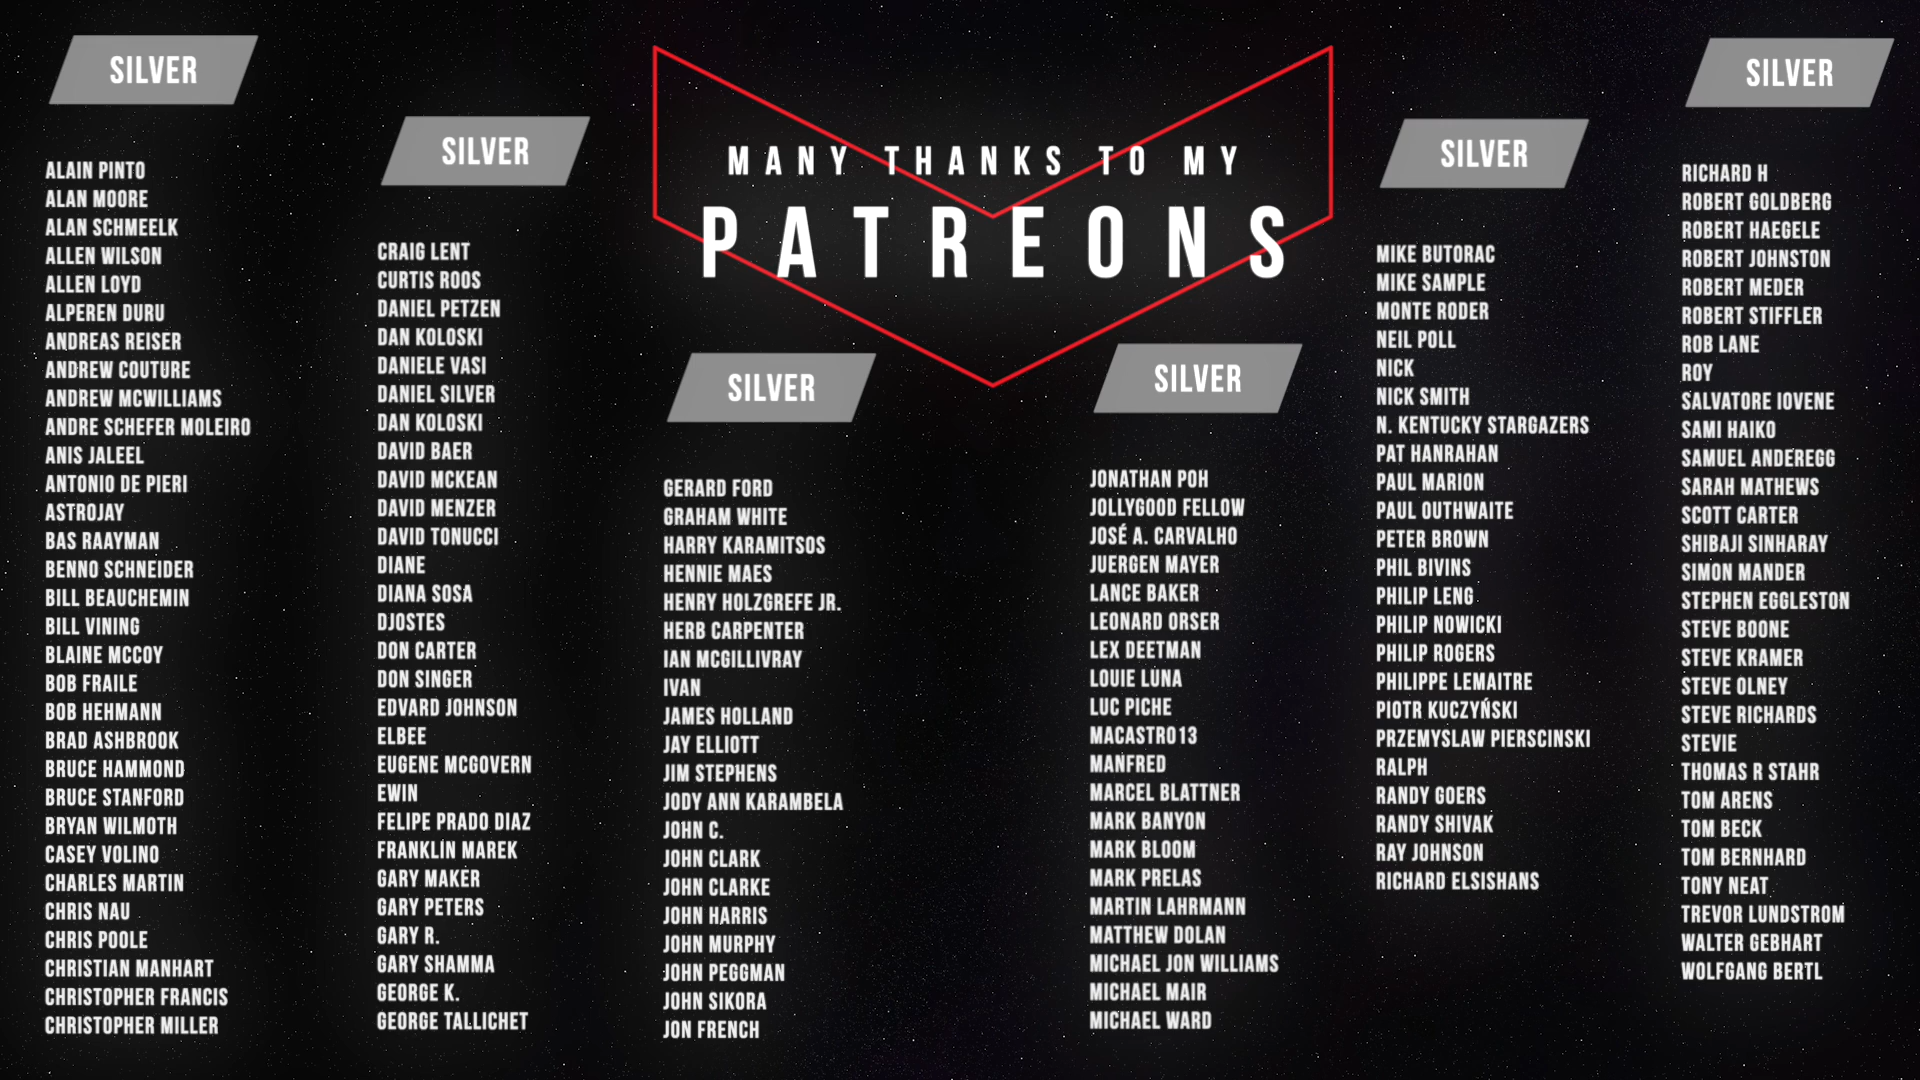 MANY THANKS TO MY
PATREONS
SILVER
ALAIN PINTO
ALAN MOORE
ALAN SCHMEELK
ALLEN WILSON
ALLEN LOYD
ALPEREN DURU
ANDREAS REISER
ANDREW COUTURE
ANDREW MCWILLIAMS
ANDRE SCHEFER MOLEIRO
ANIS JALEEL
ANTONIO DE PIERI
ASTROJAY
BAS RAAYMAN
BENNO SCHNEIDER
BILL BEAUCHEMIN
BILL VINING
BLAINE MCCOY
BOB FRAILE
BOB HEHMANN
BRAD ASHBROOK
BRUCE HAMMOND
BRUCE STANFORD
BRYAN WILMOTH
CASEY VOLINO
CHARLES MARTIN
CHRIS NAU
CHRIS POOLE
CHRISTIAN MANHART
CHRISTOPHER FRANCIS
CHRISTOPHER MILLER
SILVER
CRAIG LENT
CURTIS ROOS
DANIEL PETZEN
DAN KOLOSKI
DANIELE VASI
DANIEL SILVER
DAN KOLOSKI
DAVID BAER
DAVID MCKEAN
DAVID MENZER
DAVID TONUCCI
DIANE
DIANA SOSA
DJOSTES
DON CARTER
DON SINGER
EDVARD JOHNSON
ELBEE
EUGENE MCGOVERN
EWIN
FELIPE PRADO DIAZ
FRANKLÍN MAREK
GARY MAKER
GARY PETERS
GARY R.
GARY SHAMMA
GEORGE K.
GEORGE TALLICHET
SILVER
GERARD FORD
GRAHAM WHITE
HARRY KARAMITSOS
HENNIE MAES
HENRY HOLZGREFE JR.
HERB CARPENTER
IAN MCGILLIVRAY
IVAN
JAMES HOLLAND
JAY ELLIOTT
JIM STEPHENS
JODY ANN KARAMBELA
JOHN C.
JOHN CLARK
JOHN CLARKE
JOHN HARRIS
JOHN MURPHY
JOHN PEGGMAN
JOHN SIKORA
JON FRENCH
SILVER
JONATHAN POH
JOLLYGOOD FELLOW
JOSÉ A. CARVALHO
JUERGEN MAYER
LANCE BAKER
LEONARD ORSER
LEX DEETMAN
LOUIE LUNA
LUC PICHE
MACASTRO13
MANFRED
MARCEL BLATTNER
MARK BANYON
MARK BLOOM
MARK PRELAS
MARTIN LAHRMANN
MATTHEW DOLAN
MICHAEL JON WILLIAMS
MICHAEL MAIR
MICHAEL WARD
SILVER
MIKE BUTORAC
MIKE SAMPLE
MONTE RODER
NEIL POLL
NICK
NICK SMITH
N. KENTUCKY STARGAZERS
PAT HANRAHAN
PAUL MARION
PAUL OUTHWAITE
PETER BROWN
PHIL BIVINS
PHILIP LENG
PHILIP NOWICKI
PHILIP ROGERS
PHILIPPE LEMAITRE
PIOTR KUCZYŃSKI
PRZEMYSLAW PIERSCINSKI
RALPH
RANDY GOERS
RANDY SHIVAK
RAY JOHNSON
RICHARD ELSISHANS
SILVER
RICHARD H
ROBERT GOLDBERG
ROBERT HAEGELE
ROBERT JOHNSTON
ROBERT MEDER
ROBERT STIFFLER
ROB LANE
ROY
SALVATORE IOVENE
SAMI HAIKO
SAMUEL ANDEREGG
SARAH MATHEWS
SCOTT CARTER
SHIBAJI SINHARAY
SIMON MANDER
STEPHEN EGGLESTON
STEVE BOONE
STEVE KRAMER
STEVE OLNEY
STEVE RICHARDS
STEVIE
THOMAS R STAHR
TOM ARENS
TOM BECK
TOM BERNHARD
TONY NEAT
TREVOR LUNDSTROM
WALTER GEBHART
WOLFGANG BERTL